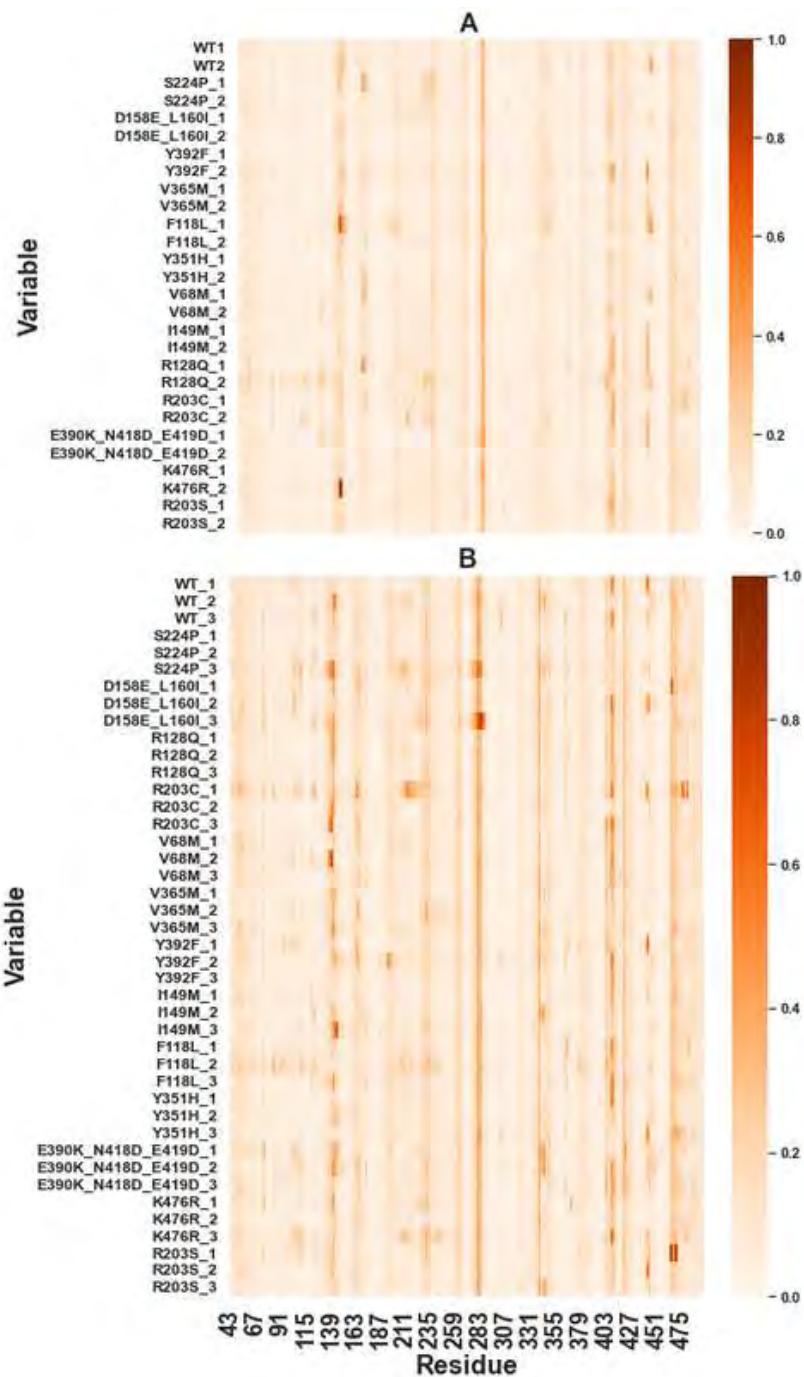 A
WT1
WT2
S224P_1
S224P_2
D158E_L160I_1
D158E_L160I_2
Y392F_1
Y392F_2
V365M_1
V365M_2
F118L_1
F118L_2
Y351H_1
Y351H_2
V68M_1
V68M_2
I149M_1
I149M_2
R128Q_1
R128Q_2
R203C_1
R203C_2
E390K_N418D_E419D_1
E390K_N418D_E419D_2
K476R_1
K476R_2
R203S_1
R203S_2
Variable
1.0
0.8
0.6
0.4
0.2
0.0
B
WT_1
WT_2
WT_3
S224P_1
S224P_2
S224P_3
D158E_L160I_1
D158E_L160I_2
D158E_L160I_3
R128Q_1
R128Q_2
R128Q_3
R203C_1
R203C_2
R203C_3
V68M_1
V68M_2
V68M_3
V365M_1
V365M_2
V365M_3
Y392F_1
Y392F_2
Y392F_3
I149M_1
I149M_2
I149M_3
F118L_1
F118L_2
F118L_3
Y351H_1
Y351H_2
Y351H_3
E390K_N418D_E419D_1
E390K_N418D_E419D_2
E390K_N418D_E419D_3
K476R_1
K476R_2
K476R_3
R203S_1
R203S_2
R203S_3
Variable
1.0
0.8
0.6
0.4
0.2
0.0
43 67 91 115 139 163 187 211 235 259 283 307 331 355 379 403 427 451 475
Residue